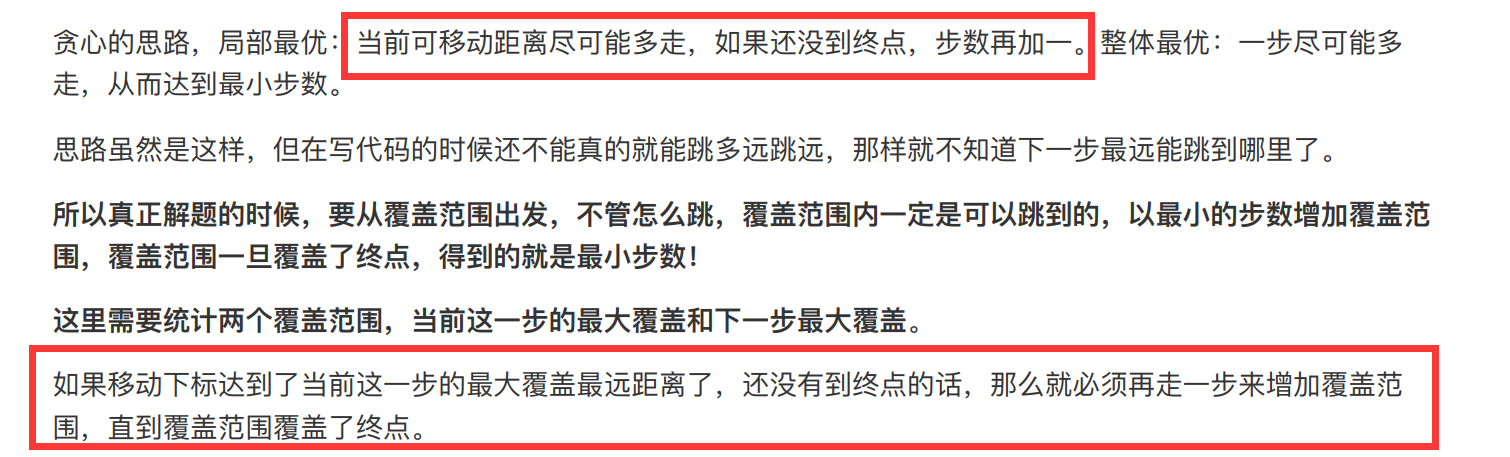 贪心的思路，局部最优：当前可移动距离尽可能多走，如果还没到终点，步数再加一。整体最优：一步尽可能多
走，从而达到最小步数。
思路虽然是这样，但在写代码的时候还不能真的就能跳多远跳远，那样就不知道下一步最远能跳到哪里了。
所以真正解题的时候，要从覆盖范围出发，不管怎么跳，覆盖范围内一定是可以跳到的，以最小的步数增加覆盖范
围，覆盖范围一旦覆盖了终点，得到的就是最小步数！
这里需要统计两个覆盖范围，当前这一步的最大覆盖和下一步最大覆盖。
如果移动下标达到了当前这一步的最大覆盖最远距离了，还没有到终点的话，那么就必须再走一步来增加覆盖范
围，直到覆盖范围覆盖了终点。